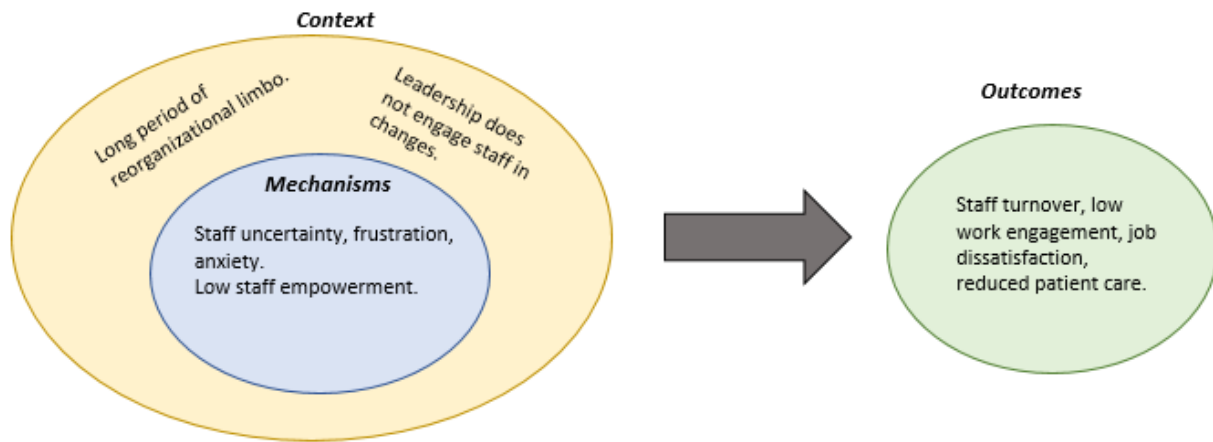 Context
Long period of
reorganizational limbo.
Leadership does
not engage staff in
changes.
Mechanisms
Staff uncertainty, frustration,
anxiety.
Low staff empowerment.
Outcomes
Staff turnover, low
work engagement, job
dissatisfaction,
reduced patient care.